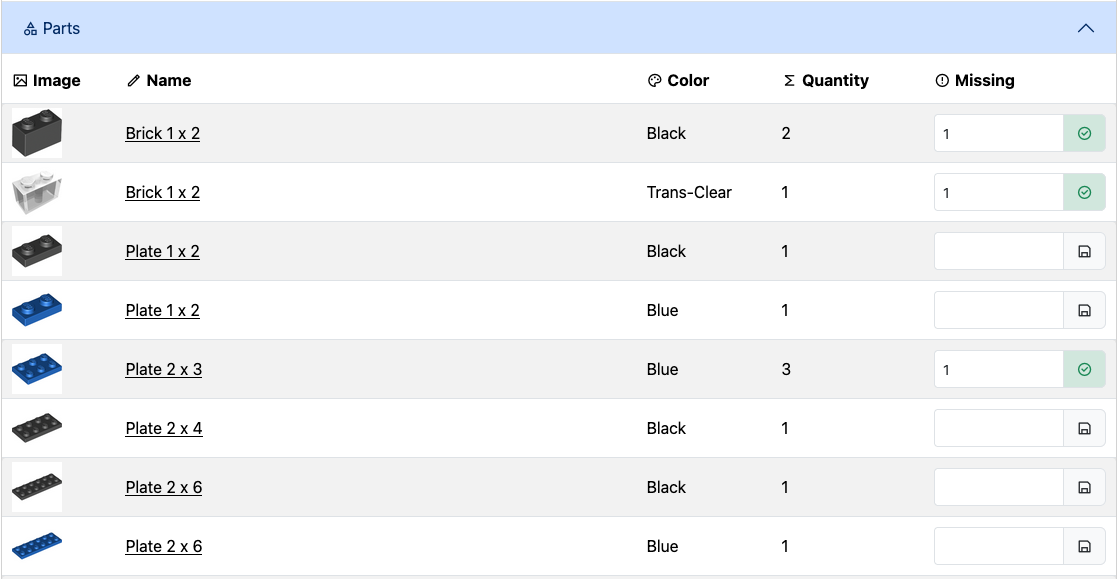 Parts
Image Name Color Σ Quantity Missing
Brick 1 x 2 Black 2 1
Brick 1 x 2 Trans-Clear 1 1
Plate 1 x 2 Black 1
Plate 1 x 2 Blue 1
Plate 2 x 3 Blue 3 1
Plate 2 x 4 Black 1
Plate 2 x 6 Black 1
Plate 2 x 6 Blue 1